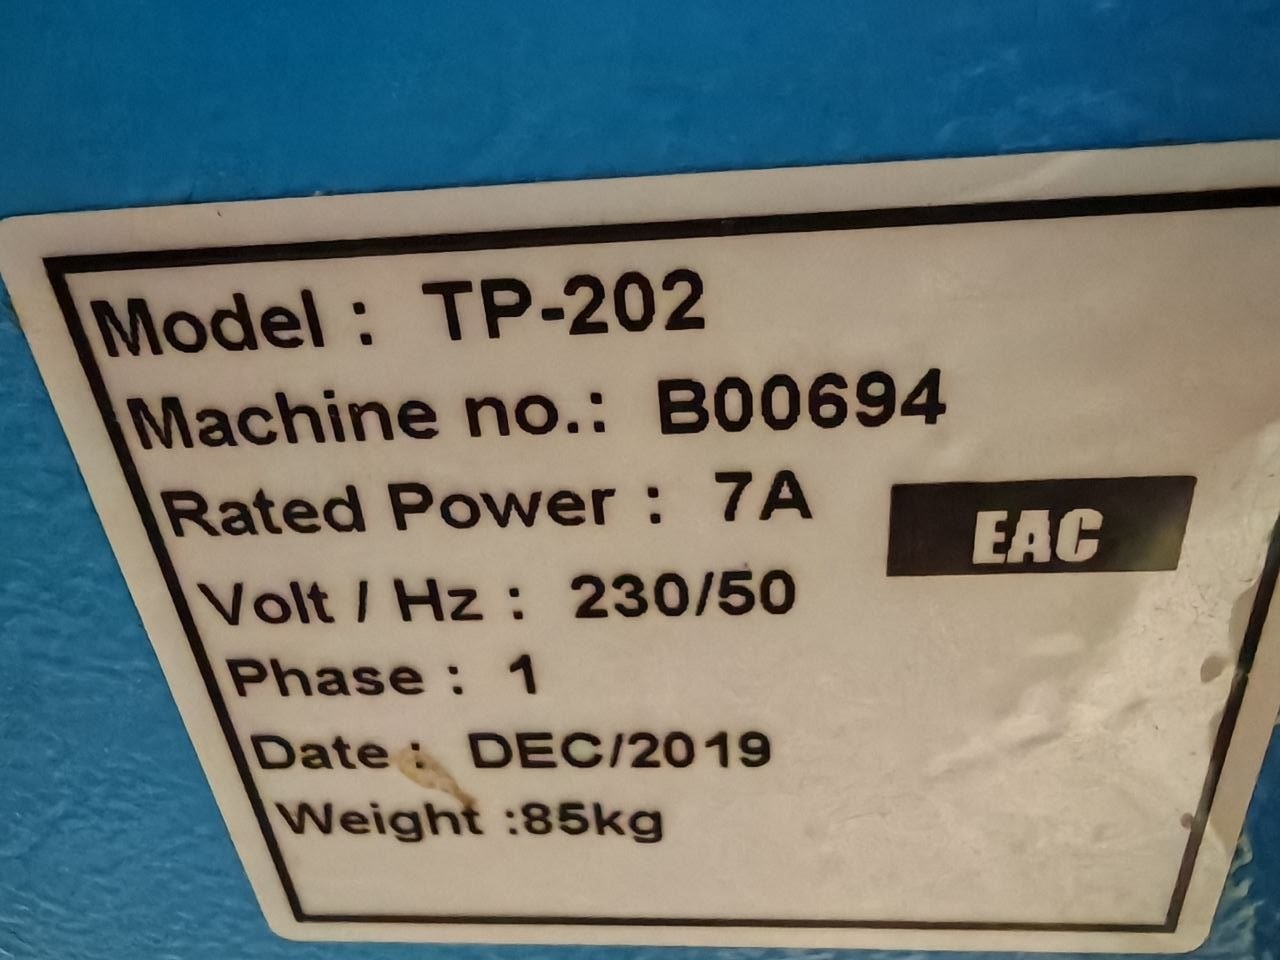 Model : TP-202
Machine no.: B00694
Rated Power : 7A
EAC
Volt / Hz : 230/50
Phase : 1
Date : DEC/2019
Weight :85kg